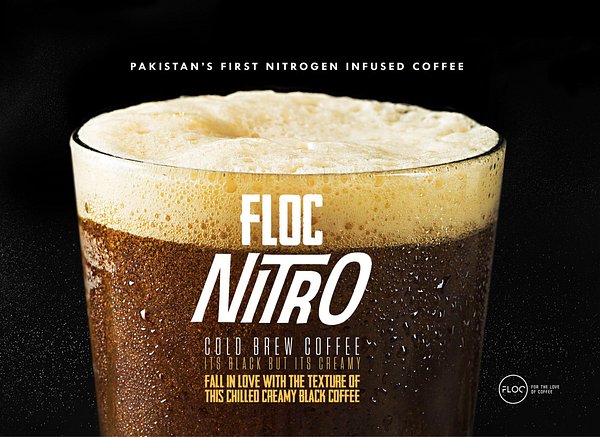 PAKISTAN'S FIRST NITROGEN INFUSED COFFEE
FLOC
NITRO
COLD BREW COFFEE
ITS BLACK BUT ITS CREAMY
FALL IN LOVE WITH THE TEXTURE OF
THIS CHILLED CREAMY BLACK COFFEE
FLOC
FOR THE LOVE
OF COFFEE